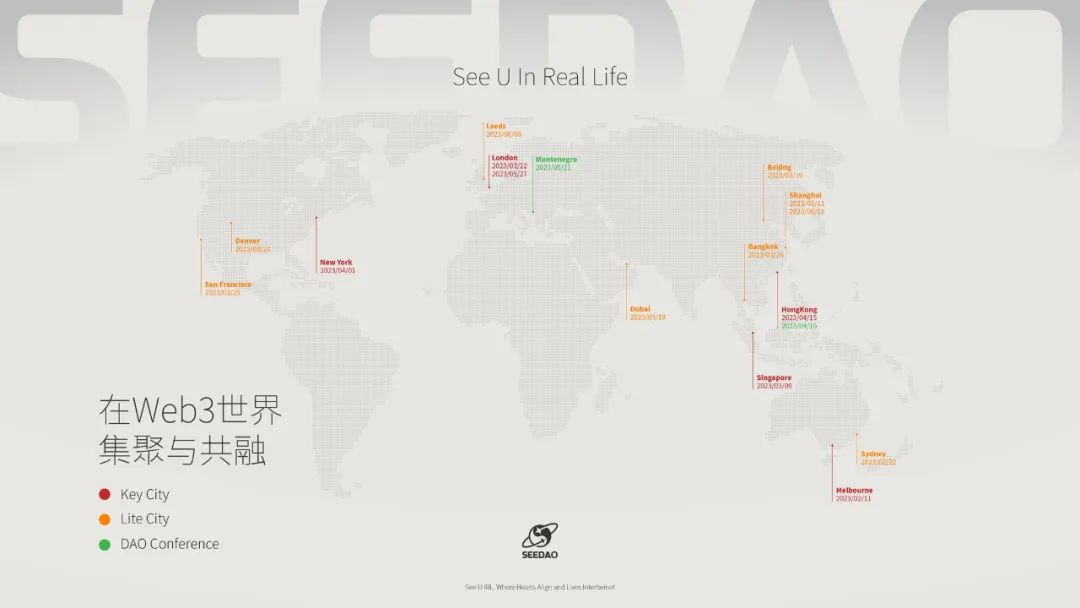 SEEDAO
See U In Real Life
Leeds
2023/06/06
London
2023/03/22
2023/05/27
Montenegro
2023/05/21
Beijing
2023/03/19
Shanghai
2023/03/11
2023/06/13
Denver
2023/02/27
New York
2023/04/01
Bangkok
2023/03/26
San Francisco
2023/03/25
Dubai
2023/03/18
HongKong
2023/04/15
2023/04/16
Singapore
2023/03/09
在Web3世界
集聚与共融
Sydney
2023/02/22
Key City
Melbourne
2023/02/11
Lite City
DAO Conference
SEEDAO
See U IRL, Where Hearts Align and Lives Intertwine!